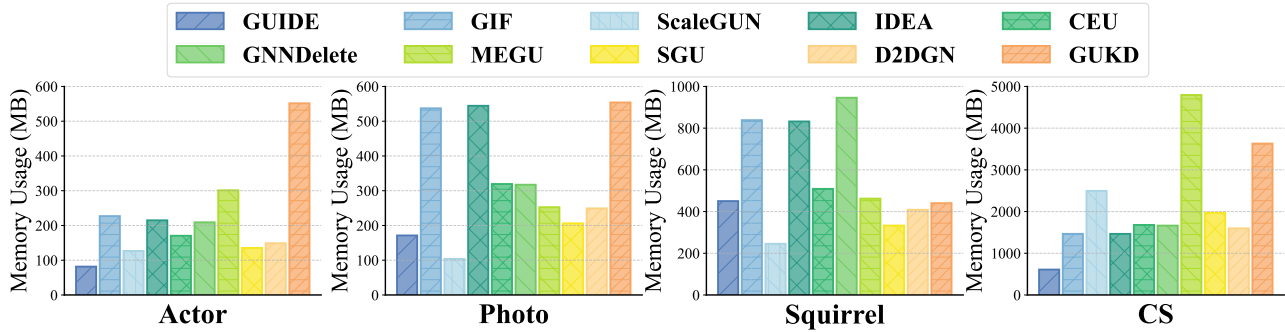 GUIDE GIF ScaleGUN IDEA CEU
GNNDelete MEGU SGU D2DGN GUKD
Memory Usage (MB)
600
500
400
300
200
100
0
Actor
Memory Usage (MB)
600
500
400
300
200
100
0
Photo
Memory Usage (MB)
1000
800
600
400
200
0
Squirrel
Memory Usage (MB)
5000
4000
3000
2000
1000
0
CS